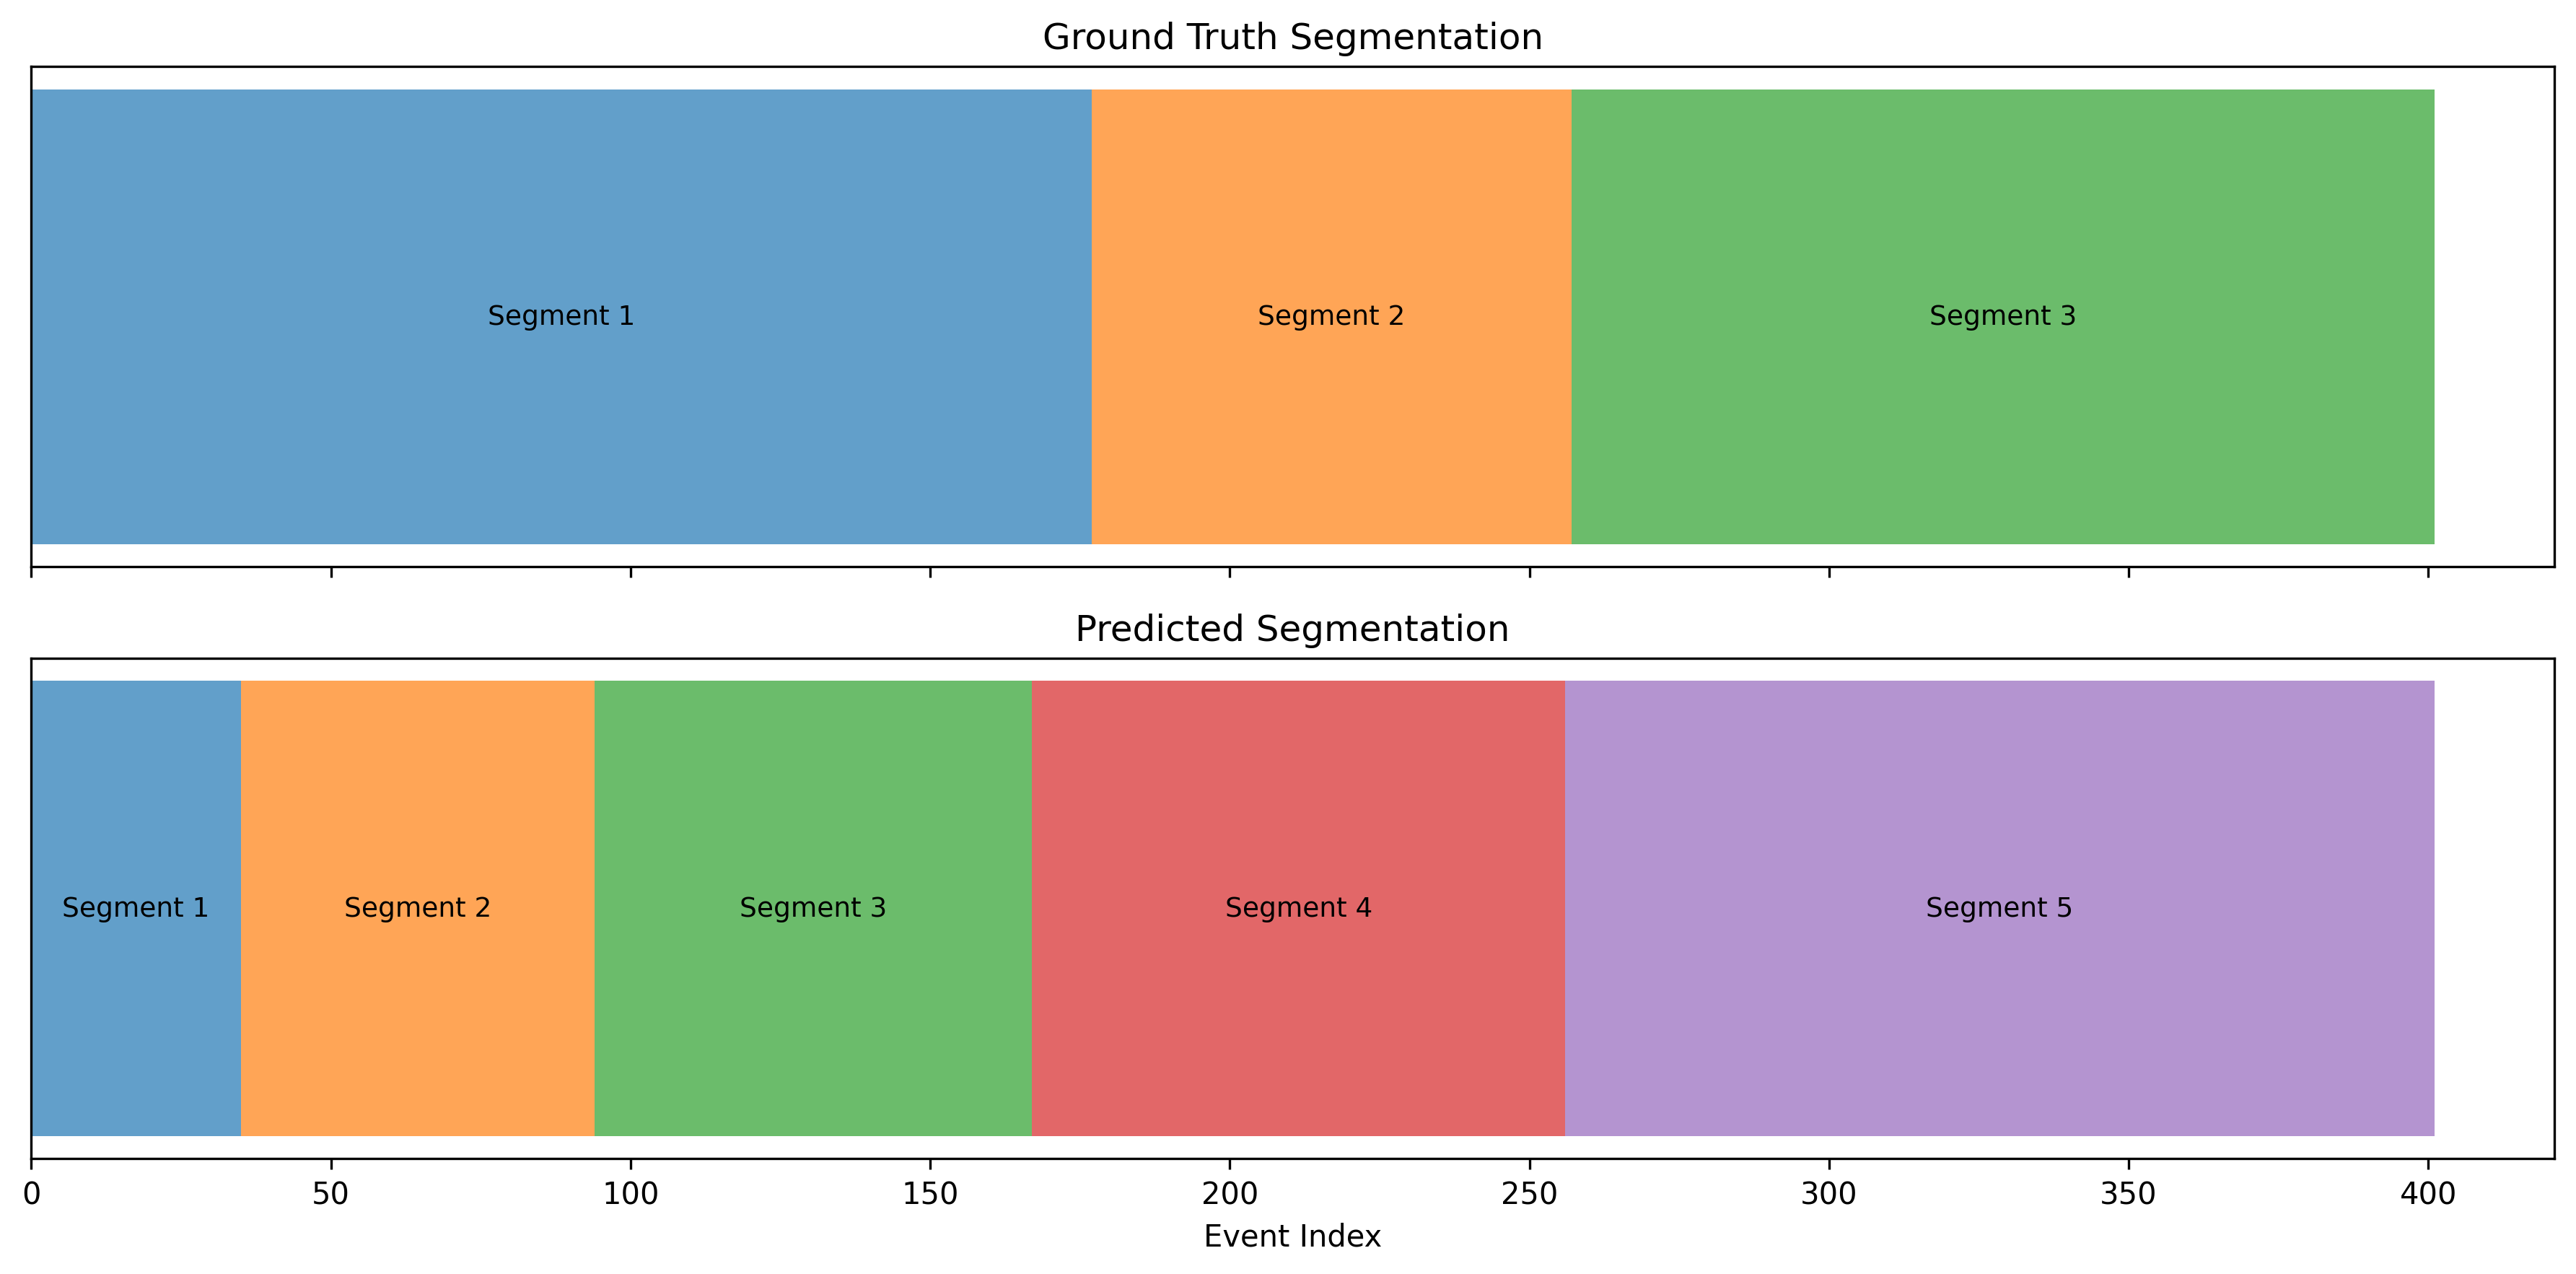 Ground Truth Segmentation
Segment 1 Segment 2 Segment 3
Predicted Segmentation
Segment 1 Segment 2 Segment 3 Segment 4 Segment 5
0 50 100 150 200 250 300 350 400
Event Index